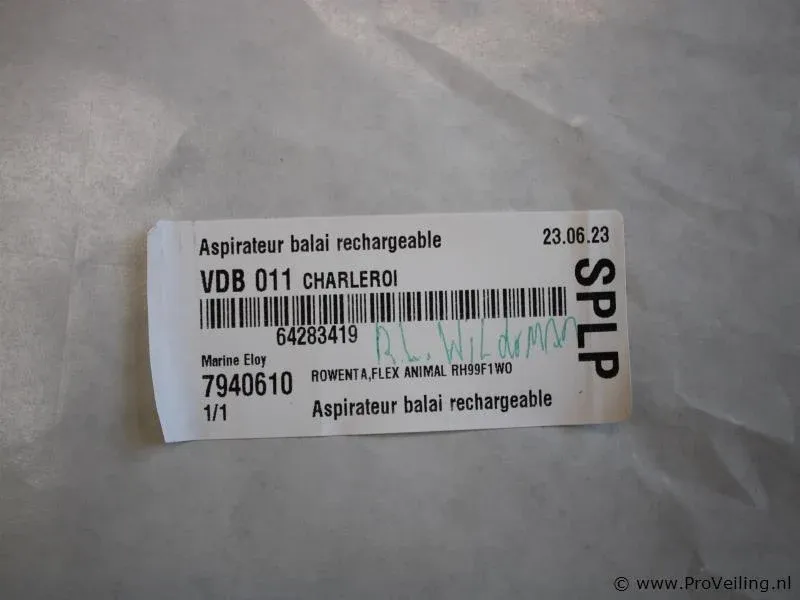 Aspirateur balai rechargeable 23.06.23
VDB 011 CHARLEROI
SPLP
64283419
R.L. Wildeman
Marine Eloy
7940610 ROWENTA,FLEX ANIMAL RH99F1WO
1/1 Aspirateur balai rechargeable
© www.ProVeiling.nl